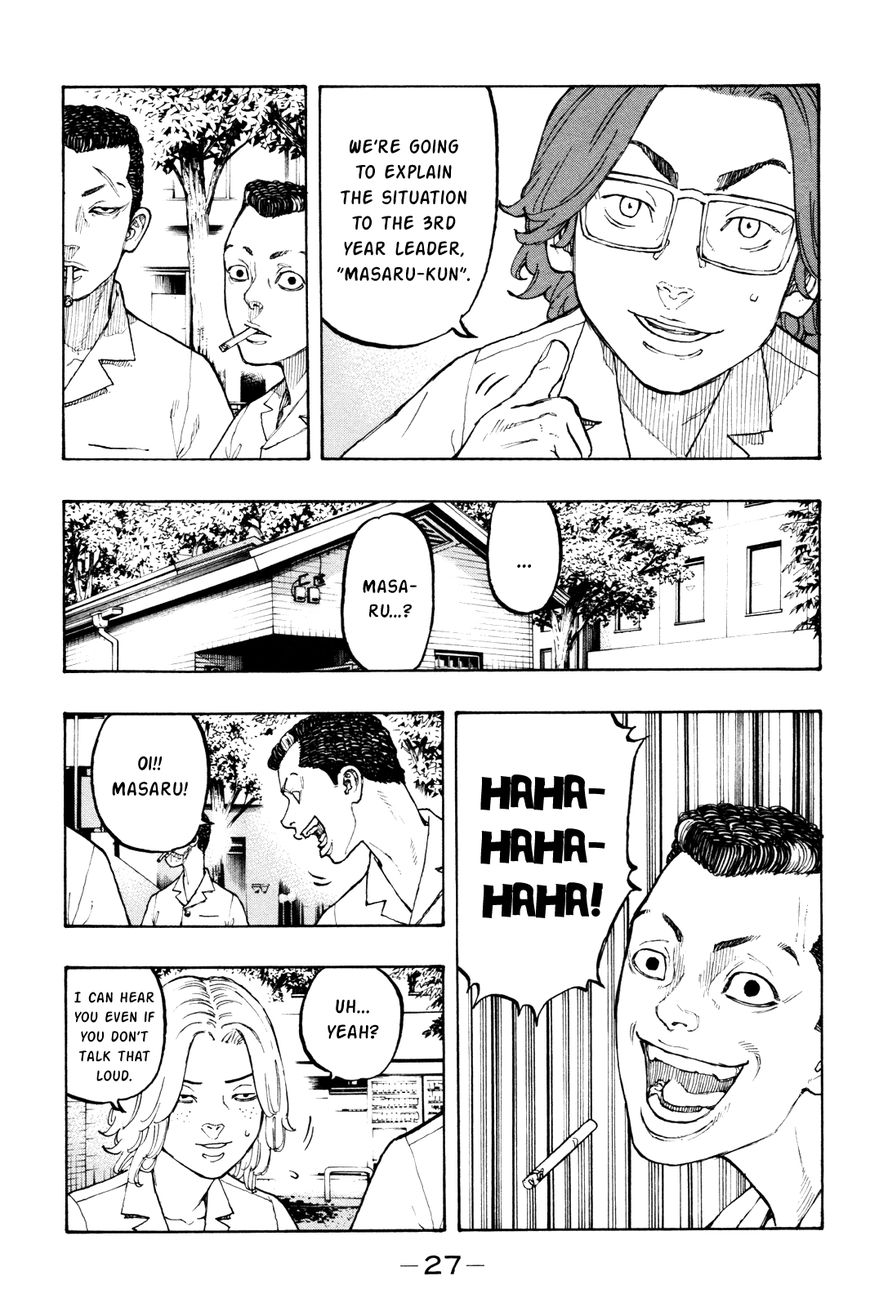 WE'RE GOING
TO EXPLAIN
THE SITUATION
TO THE 3RD
YEAR LEADER,
"MASARU-KUN".
...
MASA-
RU...?
HAHA-
HAHA-
HAHA!
OI!!
MASARU!
UH...
YEAH?
I CAN HEAR
YOU EVEN IF
YOU DON'T
TALK THAT
LOUD.
-27-